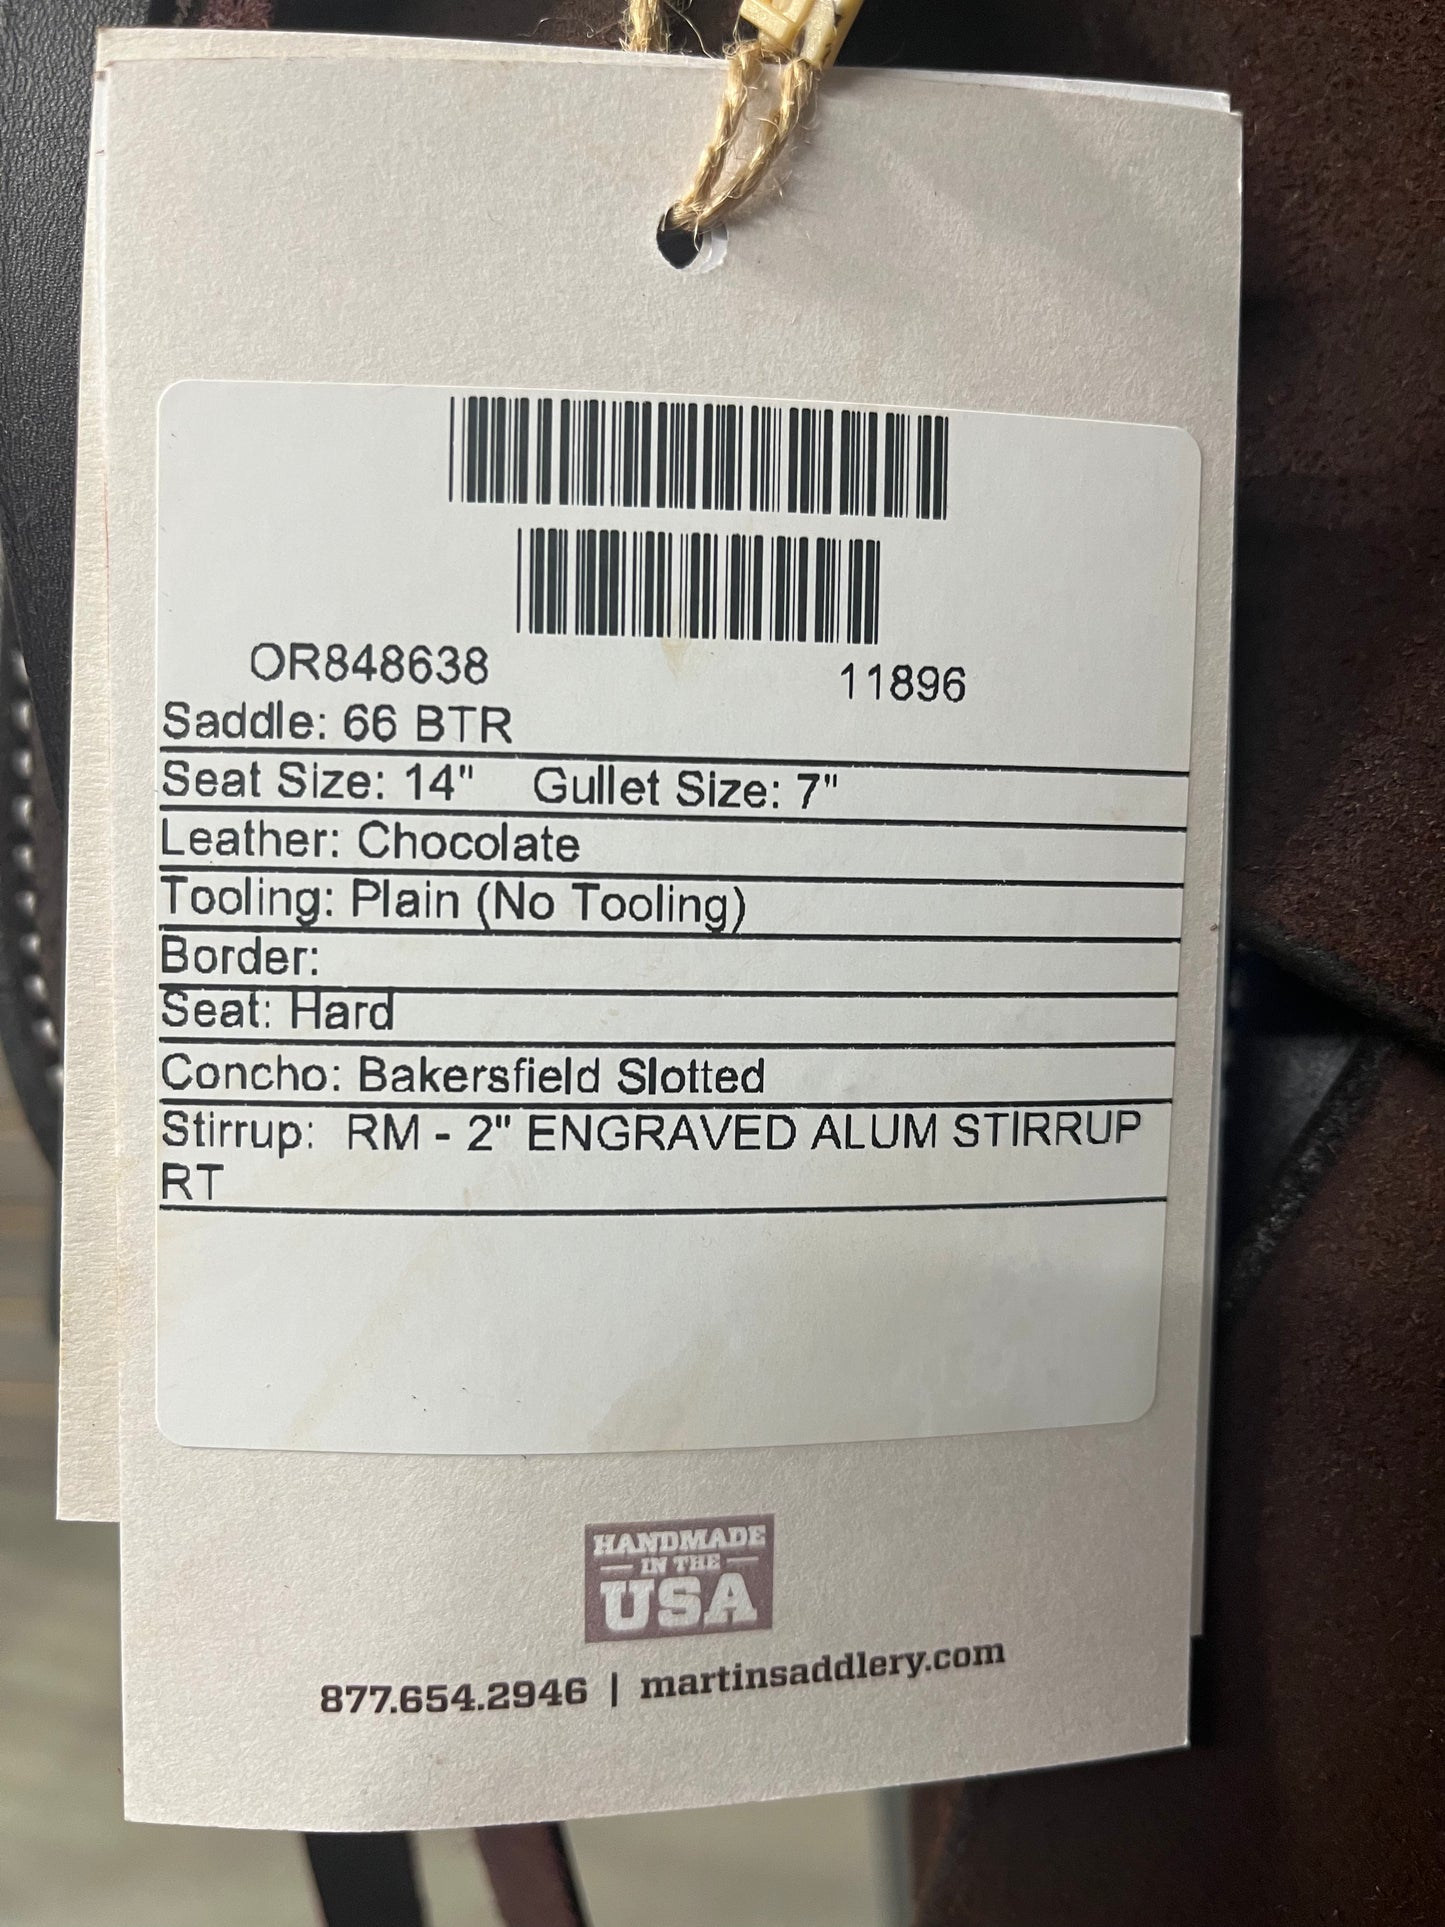 OR848638 11896
Saddle: 66 BTR
Seat Size: 14" Gullet Size: 7"
Leather: Chocolate
Tooling: Plain (No Tooling)
Border:
Seat: Hard
Concho: Bakersfield Slotted
Stirrup: RM - 2" ENGRAVED ALUM STIRRUP
RT
HANDMADE
IN THE
USA
877.654.2946 | martinsaddlery.com